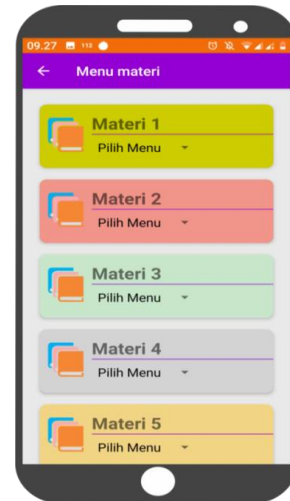 09.27
Menu materi
Materi 1
Pilih Menu
Materi 2
Pilih Menu
Materi 3
Pilih Menu
Materi 4
Pilih Menu
Materi 5
Pilih Menu